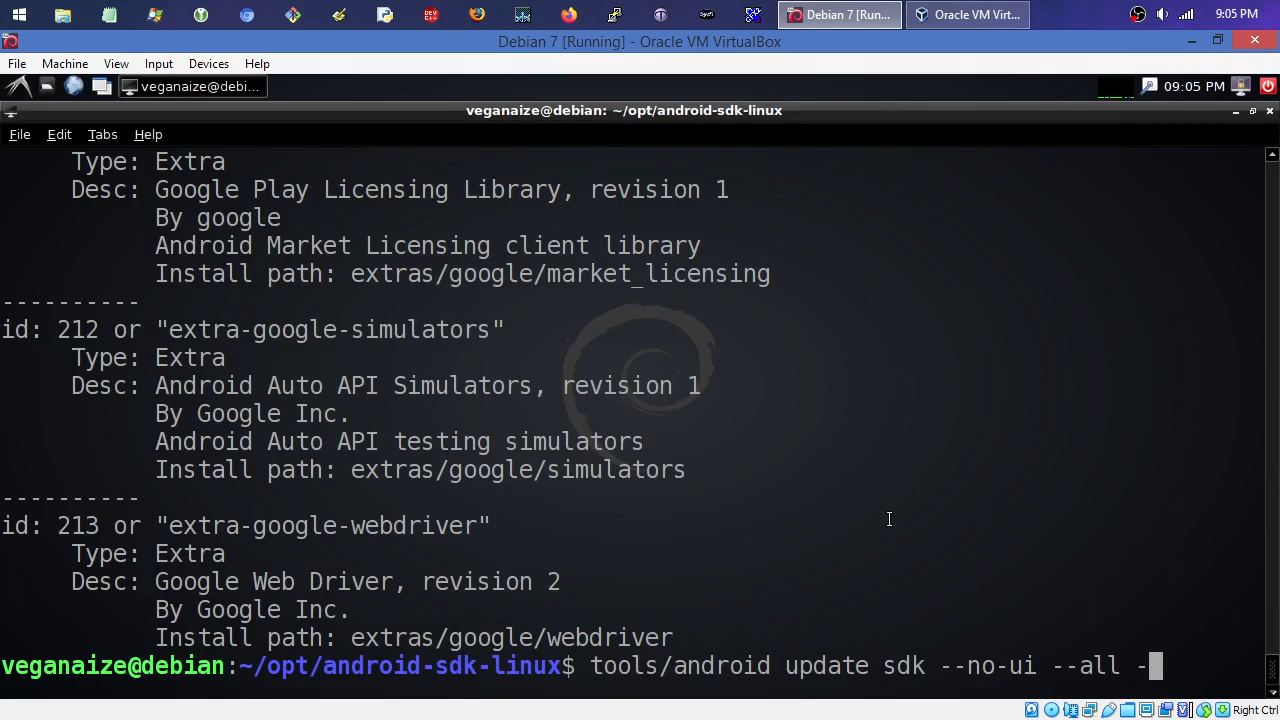 Debian 7 [Runn...
Oracle VM Virt...
9:05 PM
Debian 7 [Running] - Oracle VM VirtualBox
File Machine View Input Devices Help
veganaize@debi...
09:05 PM
veganaize@debian: ~/opt/android-sdk-linux
File Edit Tabs Help
Type: Extra
Desc: Google Play Licensing Library, revision 1
By google
Android Market Licensing client library
Install path: extras/google/market_licensing
----------
id: 212 or "extra-google-simulators"
Type: Extra
Desc: Android Auto API Simulators, revision 1
By Google Inc.
Android Auto API testing simulators
Install path: extras/google/simulators
----------
id: 213 or "extra-google-webdriver"
Type: Extra
Desc: Google Web Driver, revision 2
By Google Inc.
Install path: extras/google/webdriver
veganaize@debian:~/opt/android-sdk-linux$ tools/android update sdk --no-ui --all -
Right Ctrl